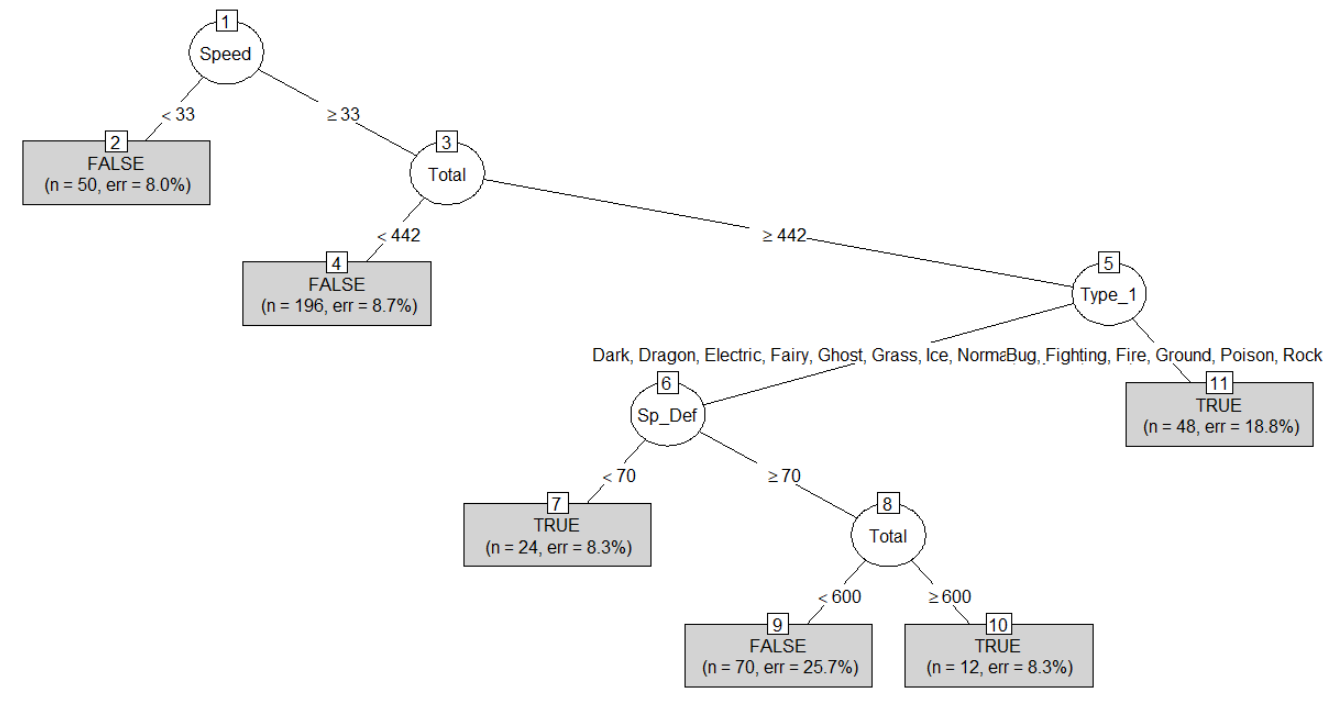 1
Speed
< 33
≥ 33
2
FALSE
(n = 50, err = 8.0%)
3
Total
< 442
≥ 442
4
FALSE
(n = 196, err = 8.7%)
5
Type_1
Dark, Dragon, Electric, Fairy, Ghost, Grass, Ice, Norma
Bug, Fighting, Fire, Ground, Poison, Rock
6
Sp_Def
11
TRUE
(n = 48, err = 18.8%)
< 70
≥ 70
7
TRUE
(n = 24, err = 8.3%)
8
Total
< 600
≥ 600
9
FALSE
(n = 70, err = 25.7%)
10
TRUE
(n = 12, err = 8.3%)